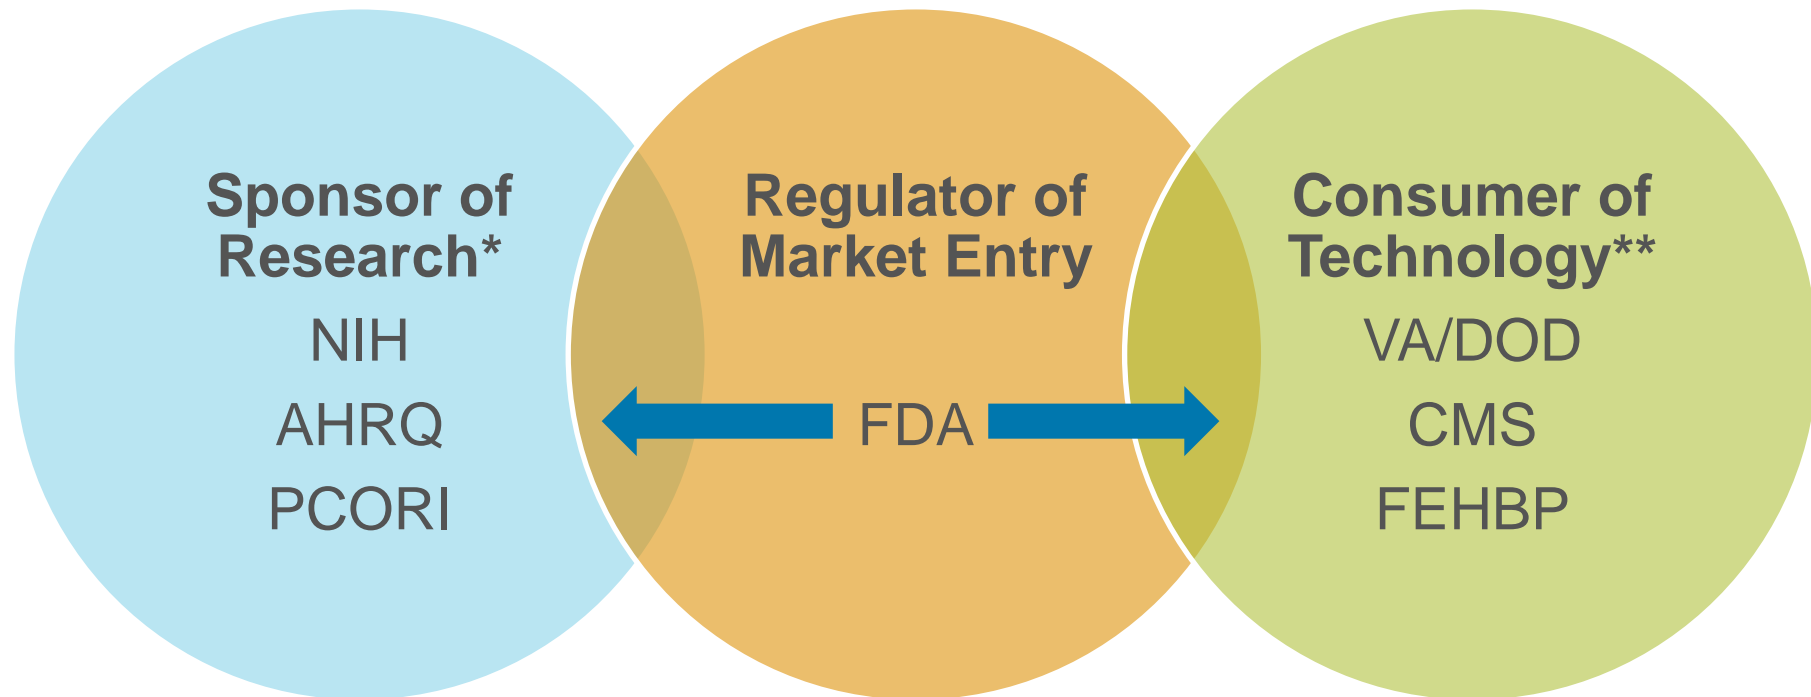 Sponsor of
Research*
NIH
AHRQ
PCORI
Regulator of
Market Entry
FDA
Consumer of
Technology**
VA/DOD
CMS
FEHBP